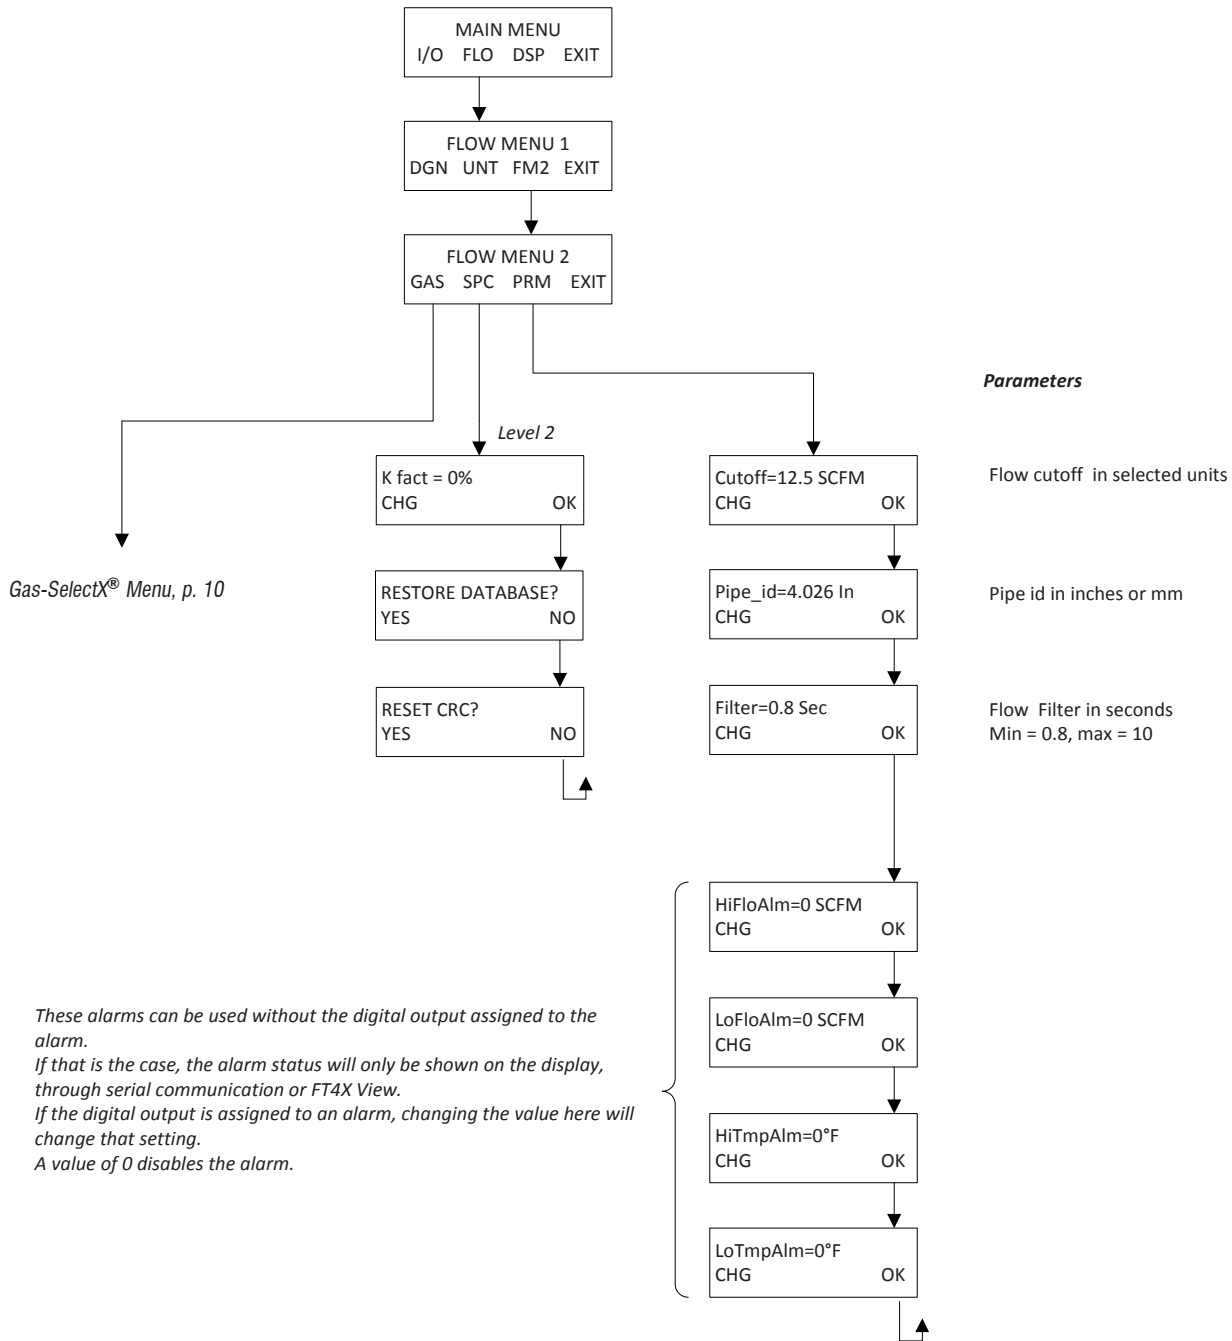 MAIN MENU
I/O FLO DSP EXIT
FLOW MENU 1
DGN UNT FM2 EXIT
FLOW MENU 2
GAS SPC PRM EXIT
Gas-SelectX® Menu, p. 10
Level 2
K fact = 0%
CHG OK
RESTORE DATABASE?
YES NO
RESET CRC?
YES NO
Parameters
Cutoff=12.5 SCFM
CHG OK
Flow cutoff in selected units
Pipe_id=4.026 In
CHG OK
Pipe id in inches or mm
Filter=0.8 Sec
CHG OK
Flow Filter in seconds
Min = 0.8, max = 10
HiFloAlm=0 SCFM
CHG OK
LoFloAlm=0 SCFM
CHG OK
HiTmpAlm=0°F
CHG OK
LoTmpAlm=0°F
CHG OK
These alarms can be used without the digital output assigned to the
alarm.
If that is the case, the alarm status will only be shown on the display,
through serial communication or FT4X View.
If the digital output is assigned to an alarm, changing the value here will
change that setting.
A value of 0 disables the alarm.